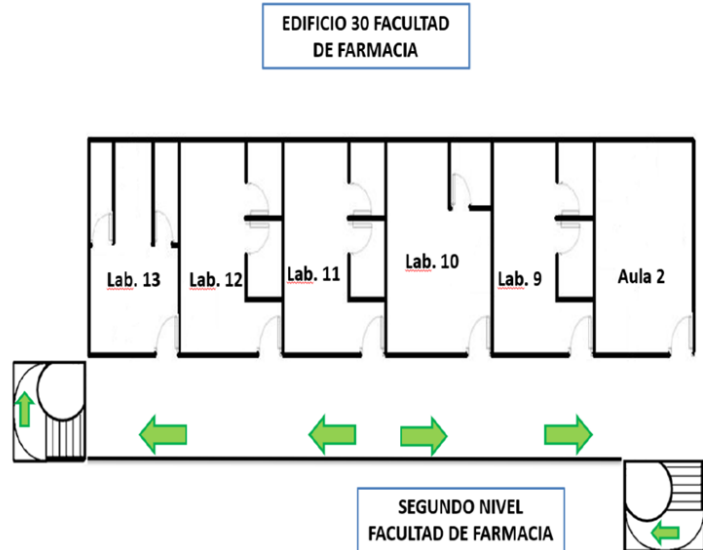 EDIFICIO 30 FACULTAD
DE FARMACIA
Lab. 13
Lab. 12
Lab. 11
Lab. 10
Lab. 9
Aula 2
SEGUNDO NIVEL
FACULTAD DE FARMACIA